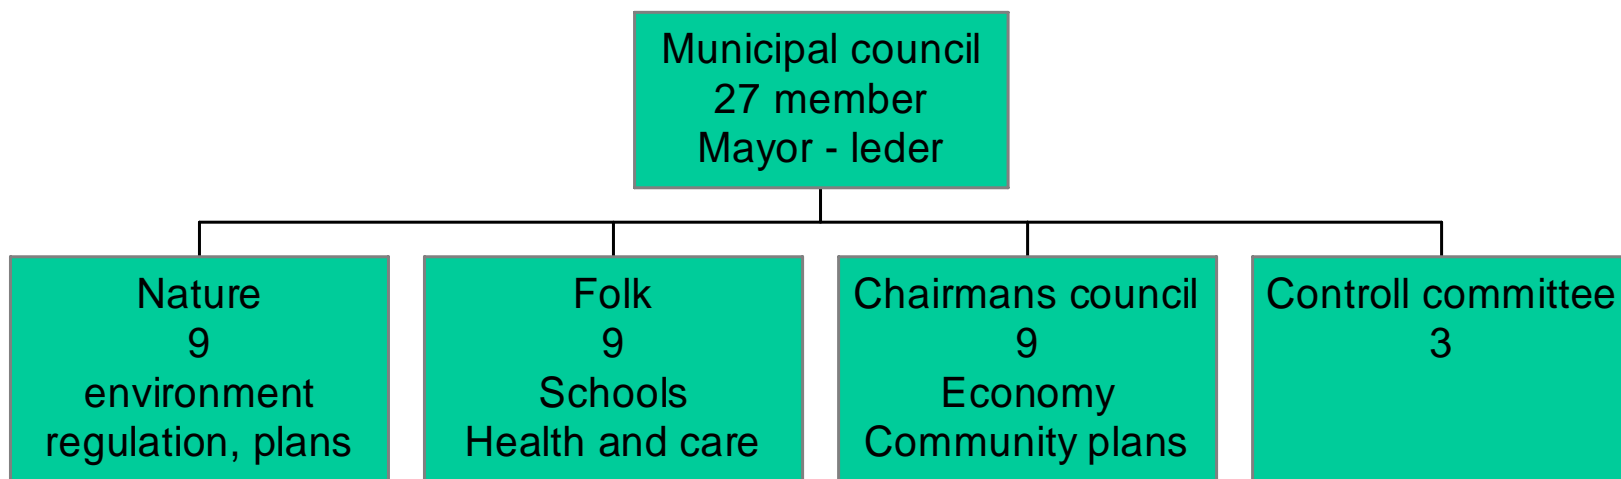 Municipal council
27 member
Mayor - leder
Nature
9
environment
regulation, plans
Folk
9
Schools
Health and care
Chairmans council
9
Economy
Community plans
Controll committee
3